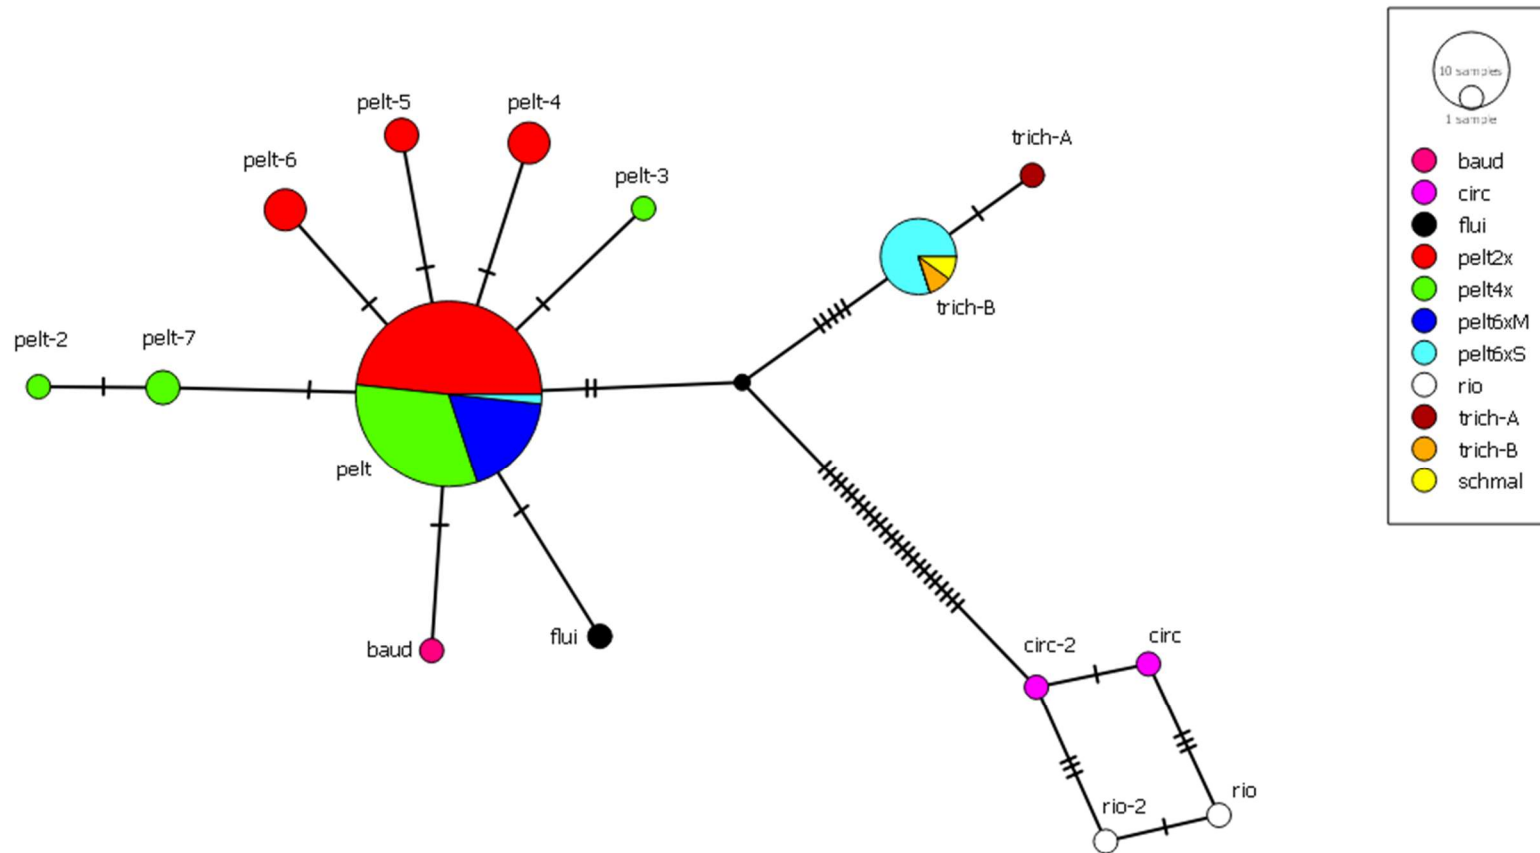 pelt-5
pelt-4
pelt-6
pelt-3
pelt-2
pelt-7
pelt
baud
flui
trich-A
trich-B
circ-2
circ
rio-2
rio
10 samples
1 sample
baud
circ
flui
pelt2x
pelt4x
pelt6xM
pelt6xS
rio
trich-A
trich-B
schmal